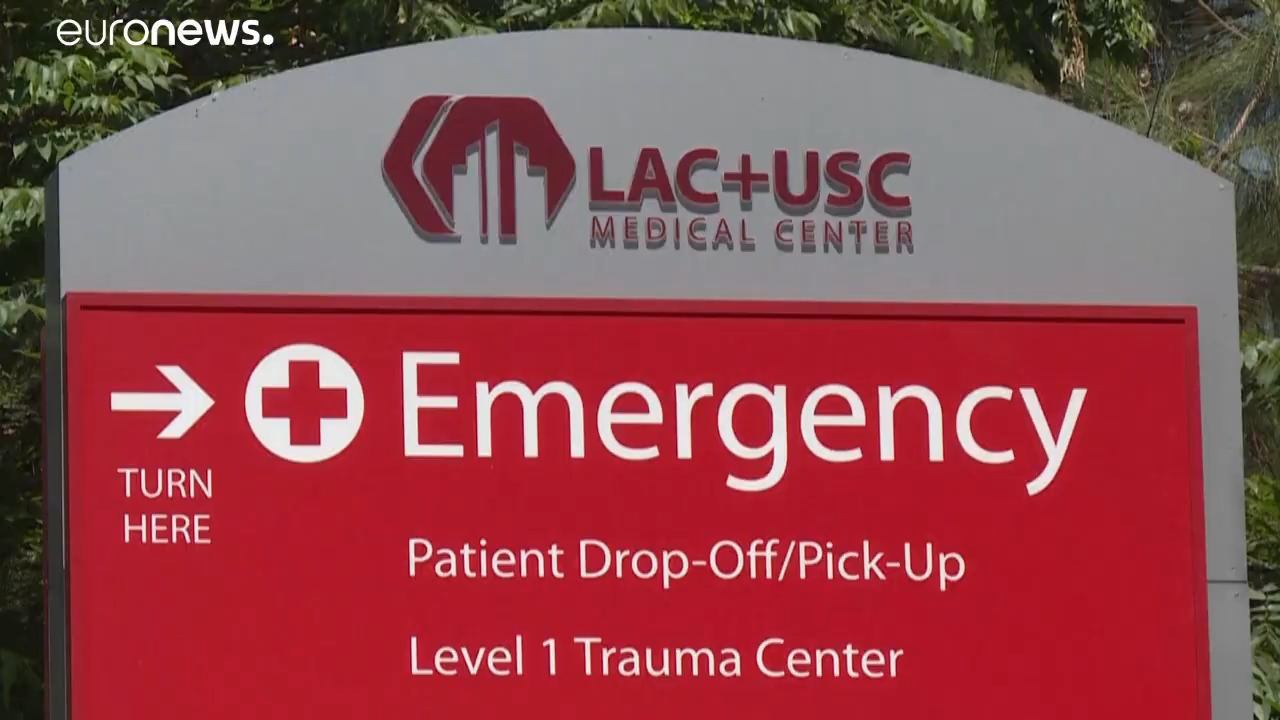 euronews.
LAC+USC
MEDICAL CENTER
Emergency
TURN
HERE
Patient Drop-Off/Pick-Up
Level 1 Trauma Center